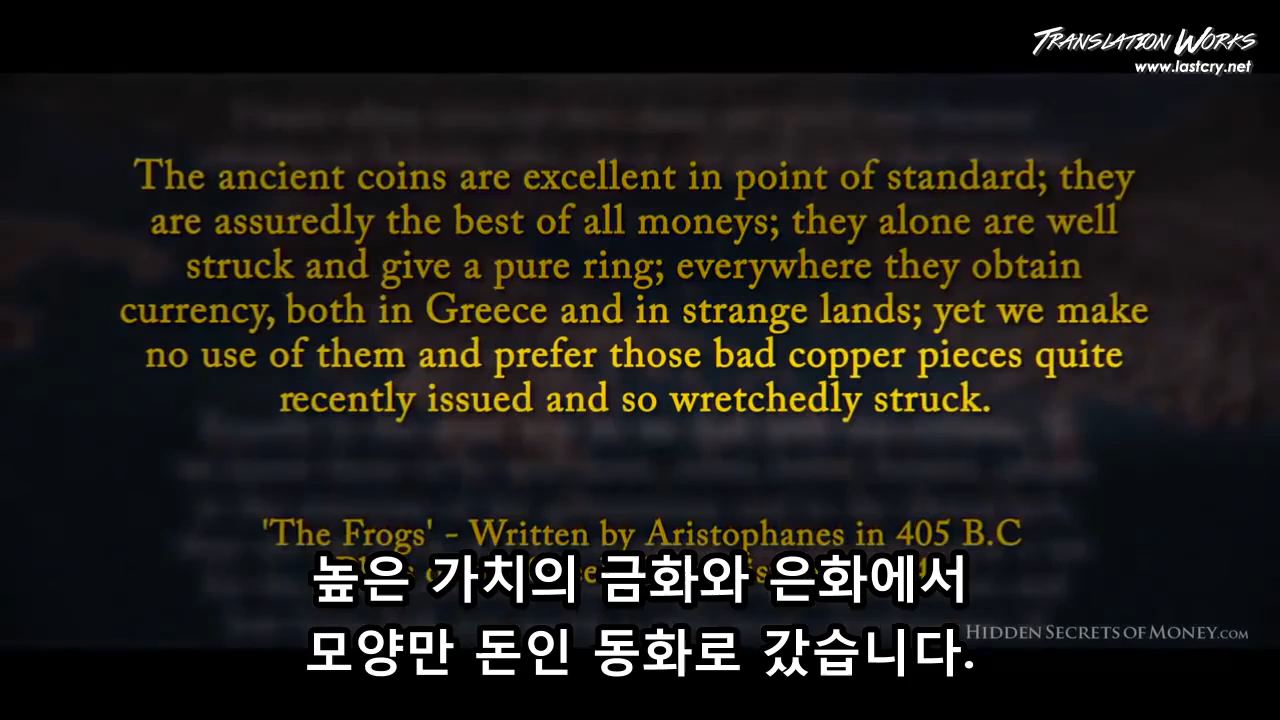 TRANSLATION WORKS
www.lastcry.net
The ancient coins are excellent in point of standard; they
are assuredly the best of all moneys; they alone are well
struck and give a pure ring; everywhere they obtain
currency, both in Greece and in strange lands; yet we make
no use of them and prefer those bad copper pieces quite
recently issued and so wretchedly struck.
'The Frogs' - Written by Aristophanes in 405 B.C
높은 가치의 금화와 은화에서
모양만 돈인 동화로 갔습니다.
HIDDEN SECRETS OF MONEY.COM